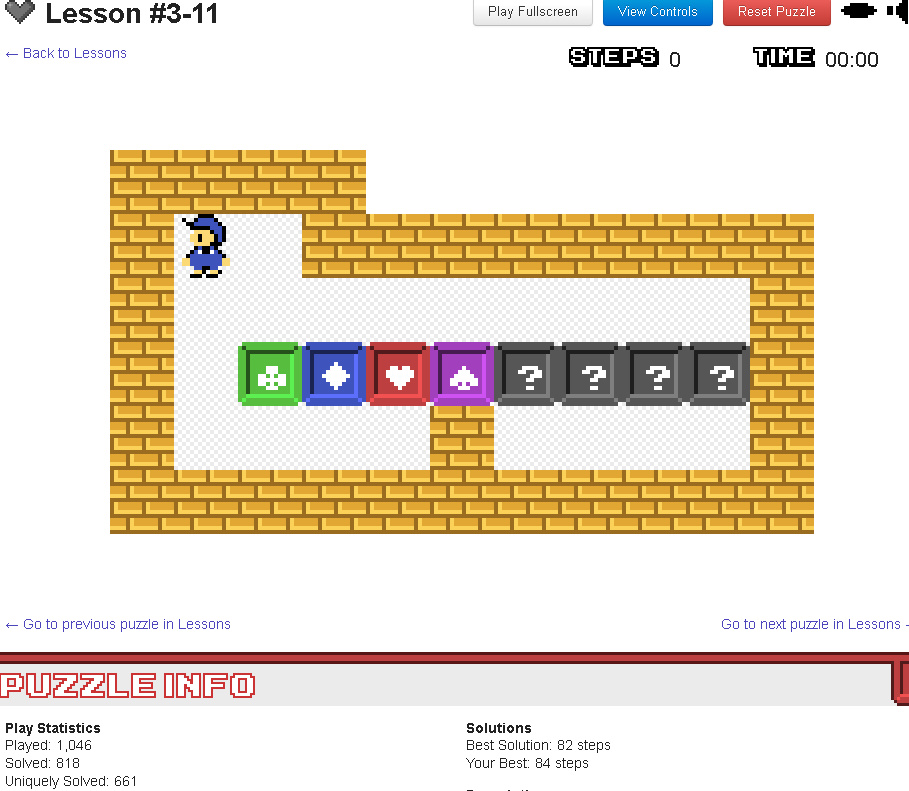 Lesson #3-11
Play Fullscreen
View Controls
Reset Puzzle
← Back to Lessons
STEPS 0
TIME 00:00
? ? ? ?
← Go to previous puzzle in Lessons
Go to next puzzle in Lessons
PUZZLE INFO
Play Statistics
Played: 1,046
Solved: 818
Uniquely Solved: 661
Solutions
Best Solution: 82 steps
Your Best: 84 steps